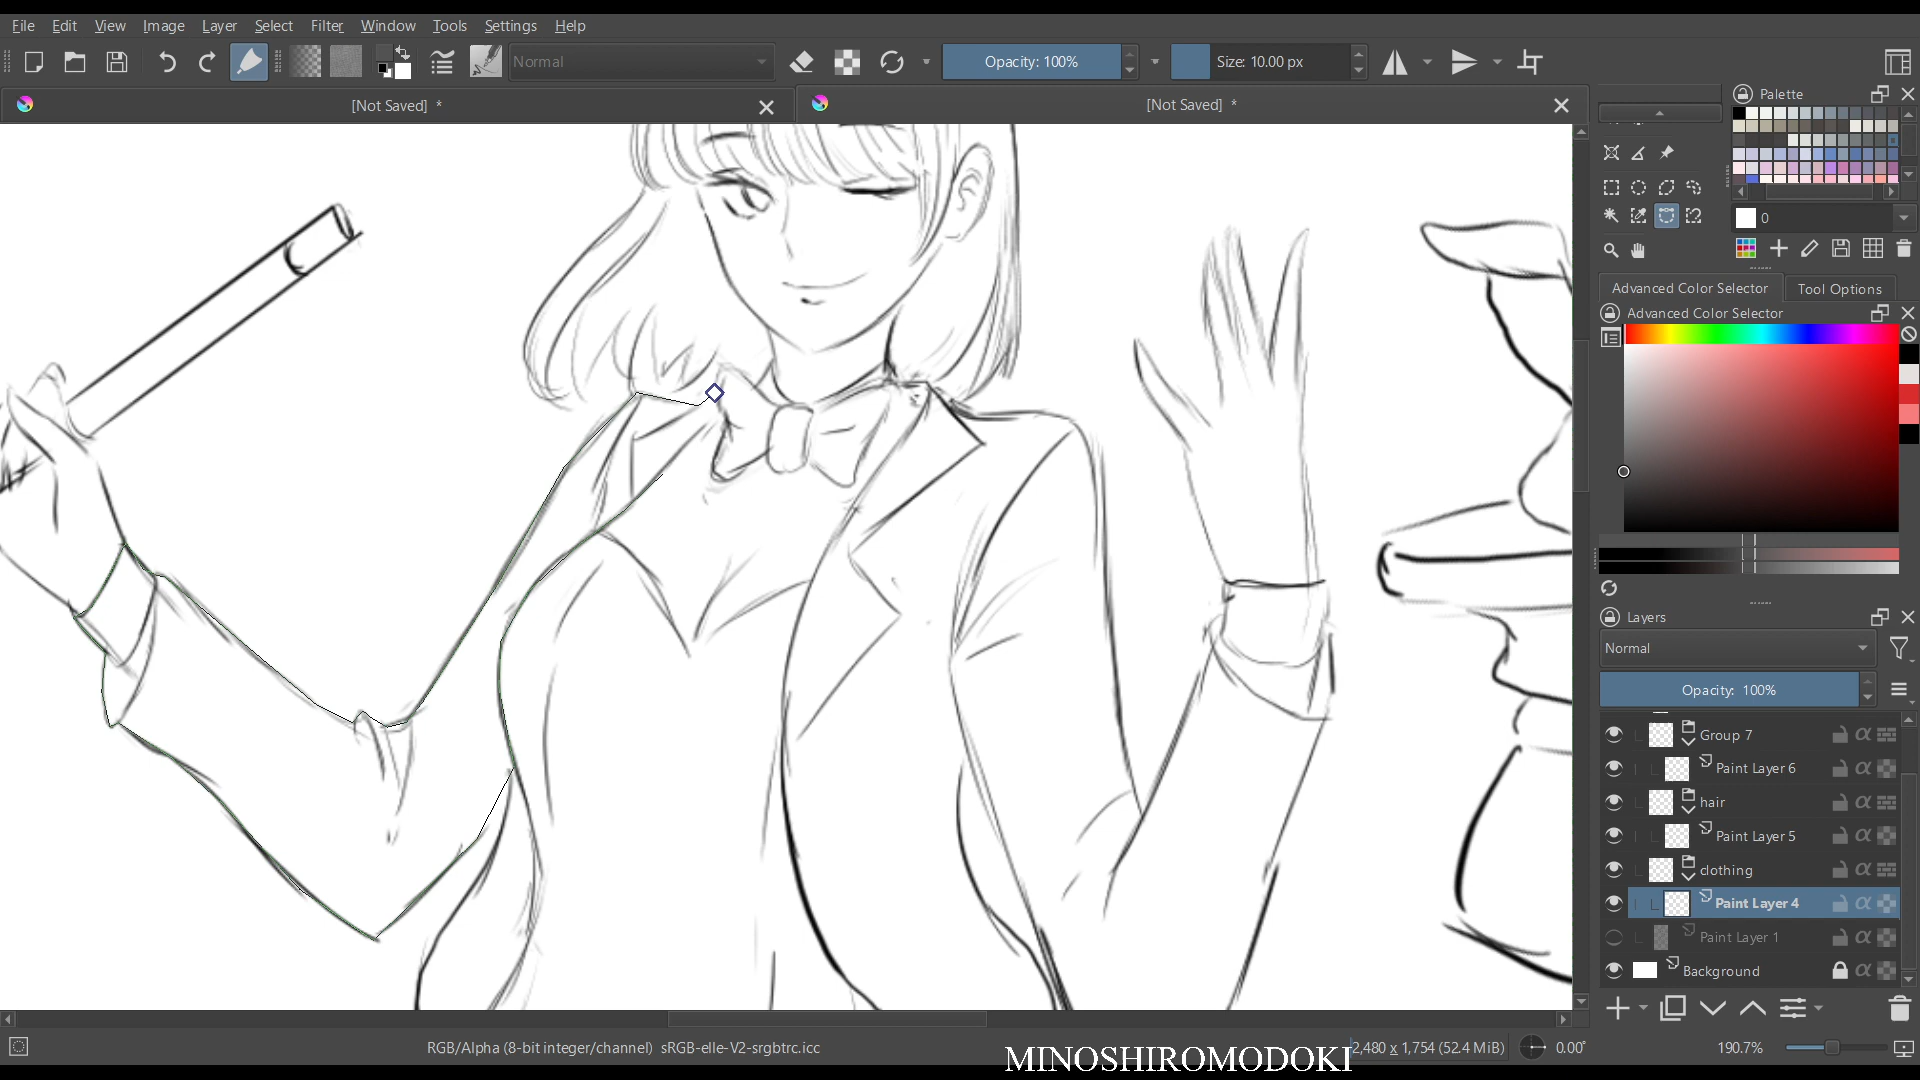 File Edit View Image Layer Select Filter Window Tools Settings Help
Normal Opacity: 100% Size: 10.00 px
[Not Saved] * [Not Saved] *
Palette
0
Advanced Color Selector Tool Options
Advanced Color Selector
Layers
Normal
Opacity: 100%
Group 7
Paint Layer 6
hair
Paint Layer 5
clothing
Paint Layer 4
Paint Layer 1
Background
RGB/Alpha (8-bit integer/channel) sRGB-elle-V2-srgbtrc.icc MINOSHIROMODOKI 2,480 x 1,754 (52.4 MiB) 0.00° 190.7%